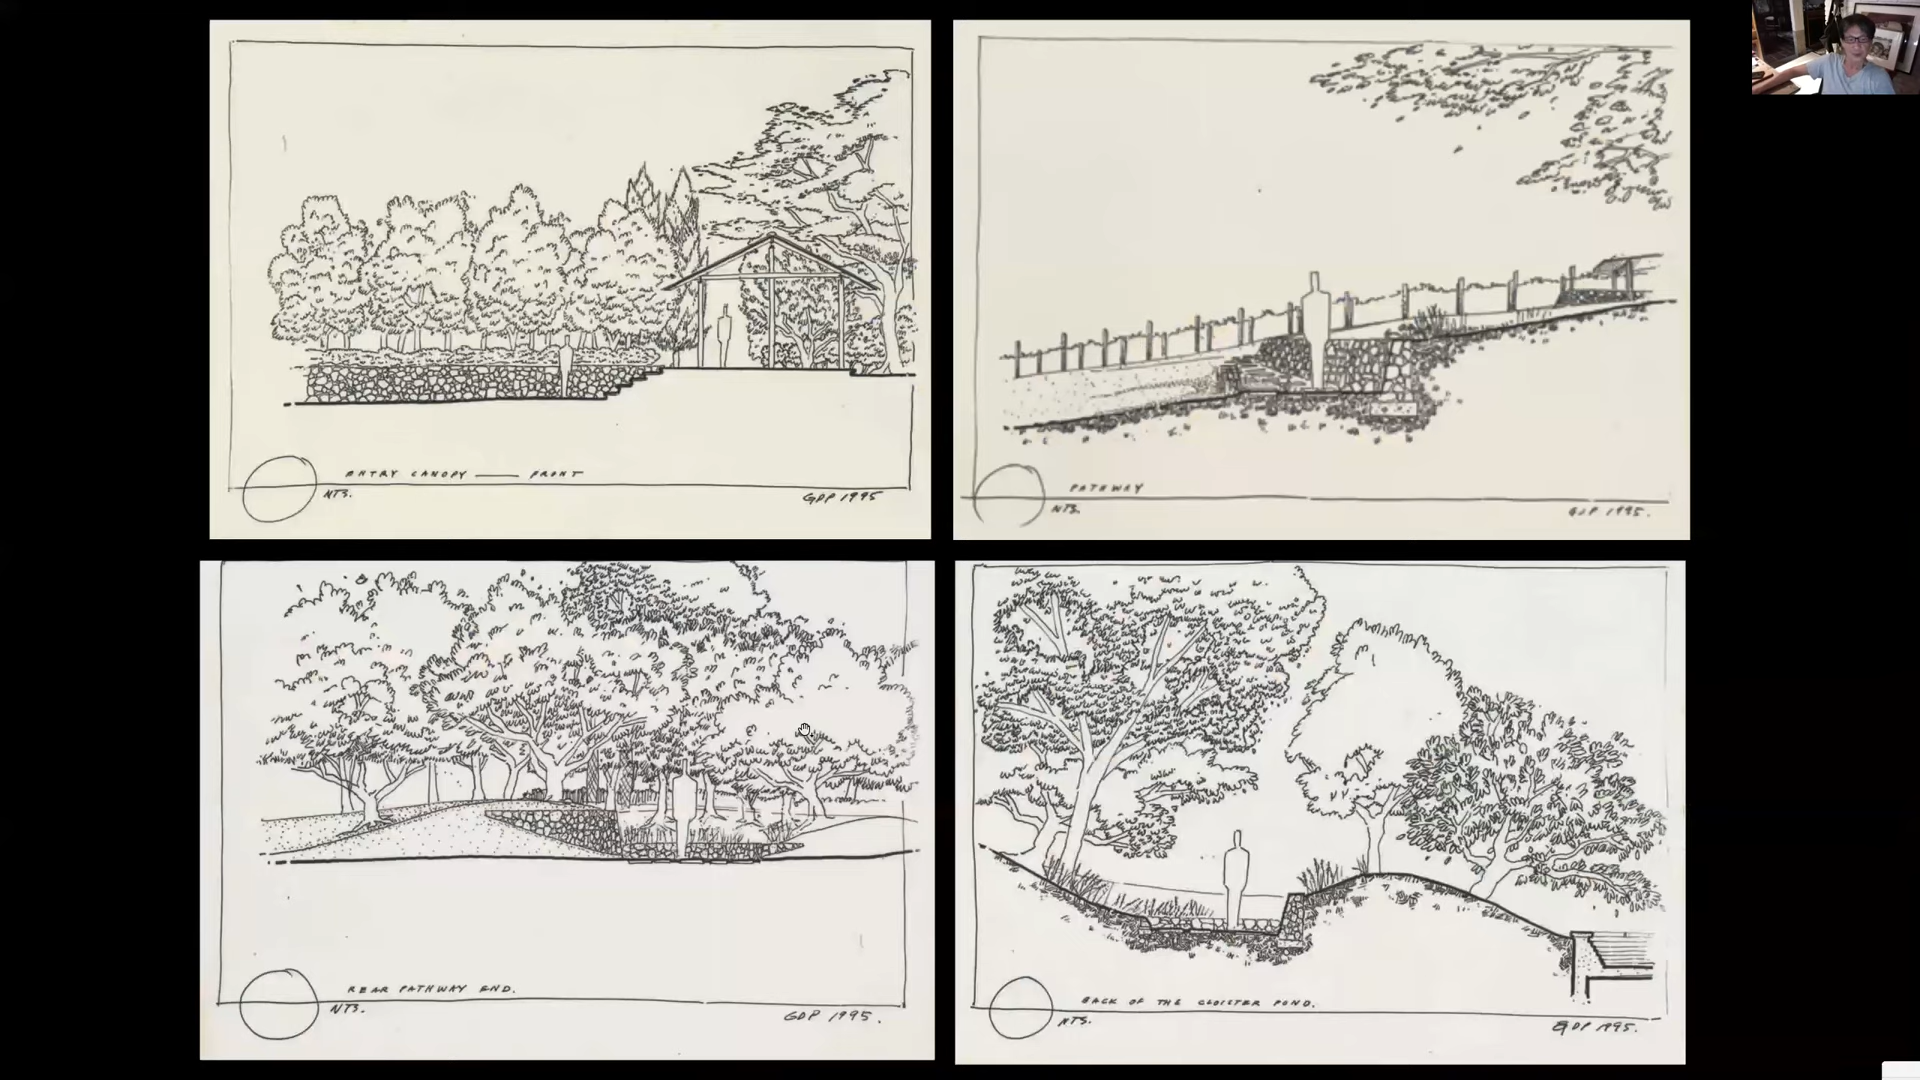 ENTRY CANOPY — FRONT
NTS.
GDP 1995
PATHWAY
NTS.
GDP 1995.
REAR PATHWAY END.
NTS.
GDP 1995.
BACK OF THE CLOISTER POND.
NTS.
GDP 1995.